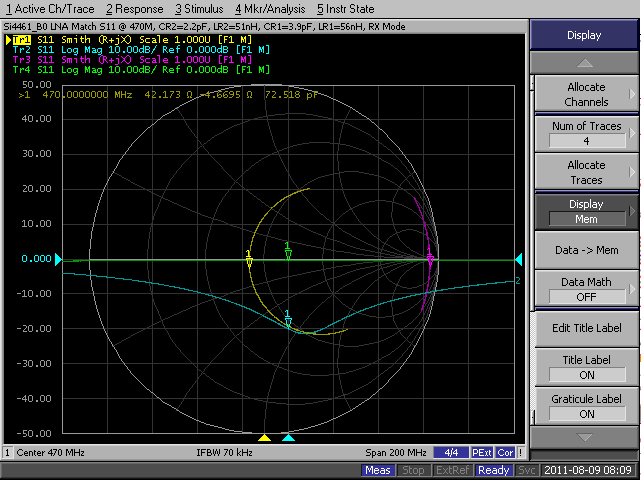 1 Active Ch/Trace 2 Response 3 Stimulus 4 Mkr/Analysis 5 Instr State
Si4461_B0 LNA Match S11 @ 470M, CR2=2.2pF, LR2=51nH, CR1=3.9pF, LR1=56nH, RX Mode
Tr1 S11 Smith (R+jX) Scale 1.000U [F1 M]
Tr2 S11 Log Mag 10.00dB/ Ref 0.000dB [F1 M]
Tr3 S11 Smith (R+jX) Scale 1.000U [F1 M]
Tr4 S11 Log Mag 10.00dB/ Ref 0.000dB [F1 M]
50.00
>1 470.0000000 MHz 42.173 Ω -4.6695 Ω 72.518 pF
40.00
30.00
20.00
10.00
0.000
-10.00
-20.00
-30.00
-40.00
-50.00
1
1
1
1
2
1 Center 470 MHz IFBW 70 kHz Span 200 MHz 4/4 PExt Cor !
Meas Stop ExtRef Ready Svc 2011-08-09 08:09
Display
Allocate
Channels
Num of Traces
4
Allocate
Traces
Display
Mem
Data -> Mem
Data Math
OFF
Edit Title Label
Title Label
ON
Graticule Label
ON